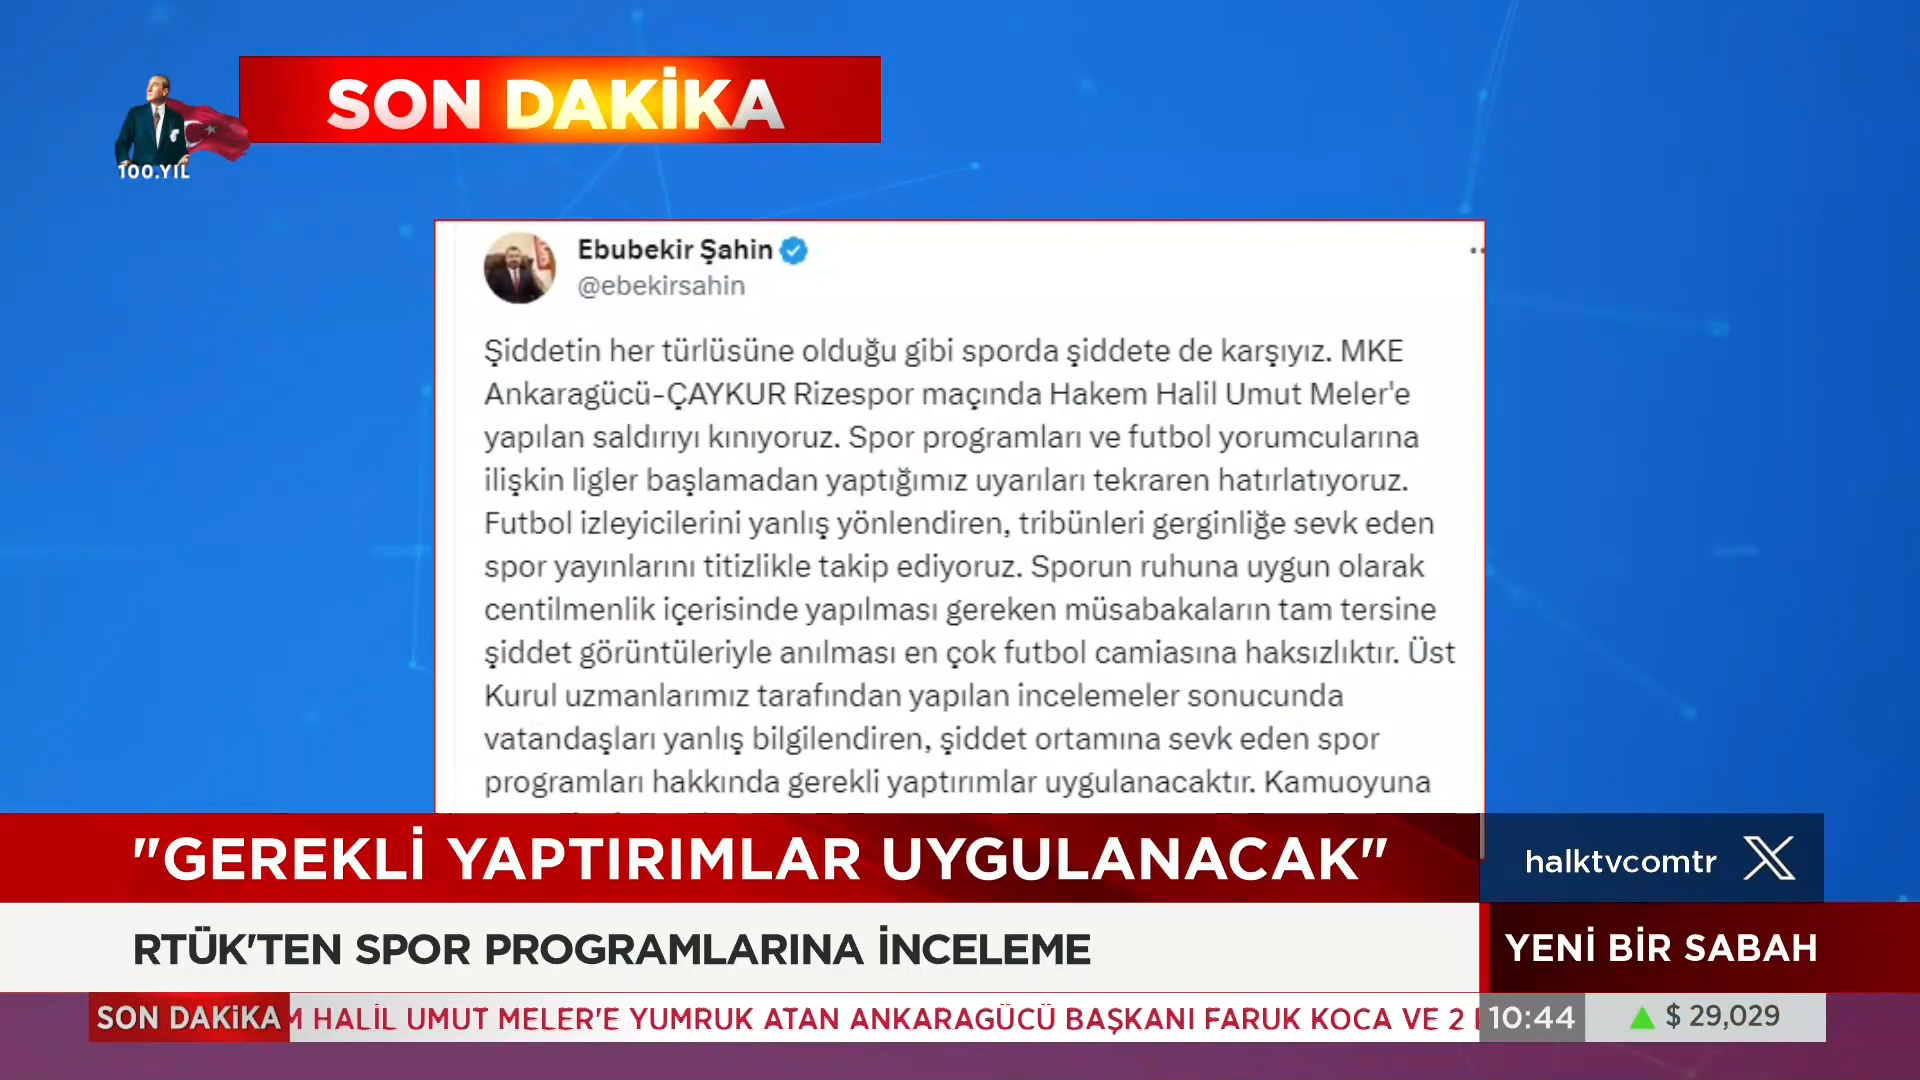 SON DAKİKA
100.YIL
Ebubekir Şahin
@ebekirsahin
Şiddetin her türlüsüne olduğu gibi sporda şiddete de karşıyız. MKE
Ankaragücü-ÇAYKUR Rizespor maçında Hakem Halil Umut Meler'e
yapılan saldırıyı kınıyoruz. Spor programları ve futbol yorumcularına
ilişkin ligler başlamadan yaptığımız uyarıları tekraren hatırlatıyoruz.
Futbol izleyicilerini yanlış yönlendiren, tribünleri gerginliğe sevk eden
spor yayınlarını titizlikle takip ediyoruz. Sporun ruhuna uygun olarak
centilmenlik içerisinde yapılması gereken müsabakaların tam tersine
şiddet görüntüleriyle anılması en çok futbol camiasına haksızlıktır. Üst
Kurul uzmanlarımız tarafından yapılan incelemeler sonucunda
vatandaşları yanlış bilgilendiren, şiddet ortamına sevk eden spor
programları hakkında gerekli yaptırımlar uygulanacaktır. Kamuoyuna
"GEREKLİ YAPTIRIMLAR UYGULANACAK"
halktvcomtr X
RTÜK'TEN SPOR PROGRAMLARINA İNCELEME
YENİ BİR SABAH
SON DAKİKA
HALİL UMUT MELER'E YUMRUK ATAN ANKARAGÜCÜ BAŞKANI FARUK KOCA VE 2
10:44
$ 29,029